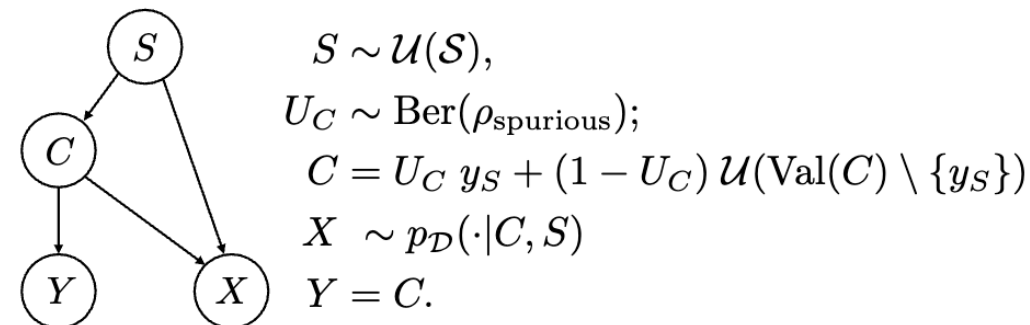 S
C
Y
X
S ∼ 𝒰(𝒮),
U_C ∼ Ber(ρ_spurious);
C = U_C y_S + (1 − U_C) 𝒰(Val(C) \ {y_S})
X ∼ p_𝒟(·|C, S)
Y = C.